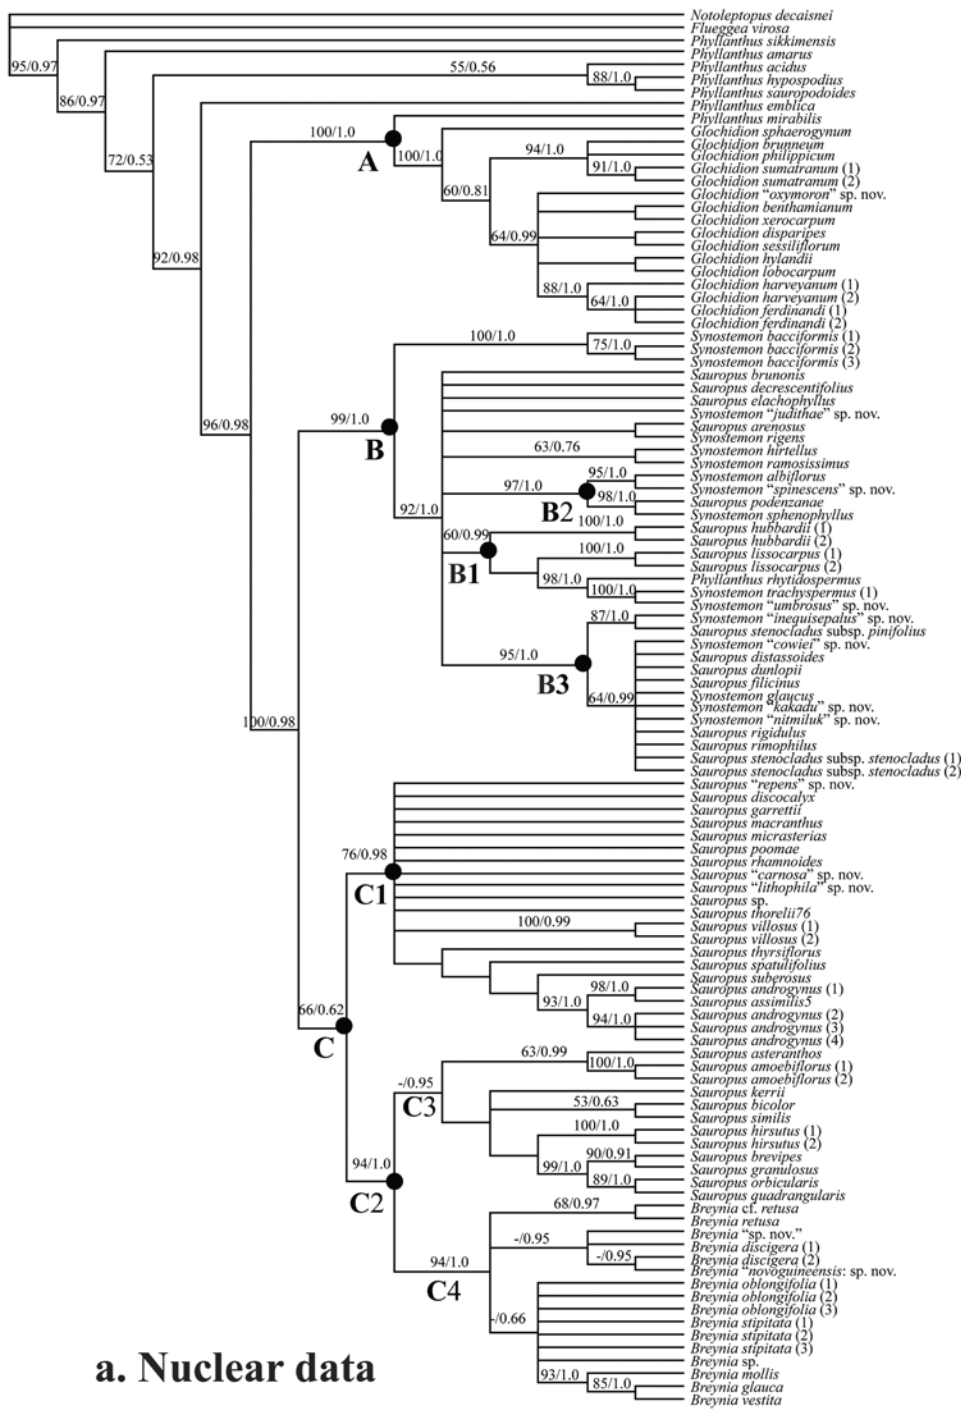 Notoleptopus decaisnei
Flueggea virosa
Phyllanthus sikkimensis
95/0.97
Phyllanthus amarus
86/0.97
55/0.56
Phyllanthus acidus
88/1.0
Phyllanthus hypospodius
Phyllanthus sauropodoides
72/0.53
Phyllanthus emblica
Phyllanthus mirabilis
100/1.0
A
Glochidion sphaerogynum
100/1.0
Glochidion brunneum
94/1.0
Glochidion philippicum
91/1.0
Glochidion sumatranum (1)
Glochidion sumatranum (2)
60/0.81
Glochidion "oxymoron" sp. nov.
Glochidion benthamianum
Glochidion xerocarpum
92/0.98
64/0.99
Glochidion disparipes
Glochidion sessiliflorum
Glochidion hylandii
Glochidion lobocarpum
88/1.0
Glochidion harveyanum (1)
64/1.0
Glochidion harveyanum (2)
Glochidion ferdinandi (1)
Glochidion ferdinandi (2)
100/1.0
Synostemon bacciformis (1)
75/1.0
Synostemon bacciformis (2)
Synostemon bacciformis (3)
Sauropus brunonis
Sauropus decrescentifolius
Sauropus elachophyllus
Synostemon "judithae" sp. nov.
96/0.98
99/1.0
B
Sauropus arenosus
Synostemon rigens
63/0.76
Synostemon hirtellus
Synostemon ramosissimus
92/1.0
97/1.0
B2
95/1.0
Synostemon albiflorus
Synostemon "spinescens" sp. nov.
98/1.0
Sauropus podenzanae
Synostemon sphenophyllus
60/0.99
B1
100/1.0
Sauropus hubbardii (1)
Sauropus hubbardii (2)
100/1.0
Sauropus lissocarpus (1)
Sauropus lissocarpus (2)
98/1.0
Phyllanthus rhytidospermus
100/1.0
Synostemon trachyspermus (1)
Synostemon "umbrosus" sp. nov.
87/1.0
Synostemon "inequisepalus" sp. nov.
Sauropus stenocladus subsp. pinifolius
95/1.0
B3
Synostemon "cowiei" sp. nov.
Sauropus distassoides
Sauropus dunlopii
Sauropus filicinus
64/0.99
Synostemon glaucus
Synostemon "kakadu" sp. nov.
Synostemon "nitmiluk" sp. nov.
100/0.98
Sauropus rigidulus
Sauropus rimophilus
Sauropus stenocladus subsp. stenocladus (1)
Sauropus stenocladus subsp. stenocladus (2)
Sauropus "repens" sp. nov.
Sauropus discocalyx
Sauropus garrettii
Sauropus macranthus
Sauropus micrasterias
Sauropus poomae
76/0.98
C1
Sauropus rhamnoides
Sauropus "carnosa" sp. nov.
Sauropus "lithophila" sp. nov.
Sauropus sp.
Sauropus thorelii76
100/0.99
Sauropus villosus (1)
Sauropus villosus (2)
Sauropus thyrsiflorus
Sauropus spatulifolius
Sauropus suberosus
98/1.0
Sauropus androgynus (1)
93/1.0
Sauropus assimilis5
94/1.0
Sauropus androgynus (2)
Sauropus androgynus (3)
Sauropus androgynus (4)
66/0.62
C
63/0.99
Sauropus asteranthos
100/1.0
Sauropus amoebiflorus (1)
Sauropus amoebiflorus (2)
-/0.95
C3
Sauropus kerrii
53/0.63
Sauropus bicolor
Sauropus similis
100/1.0
Sauropus hirsutus (1)
Sauropus hirsutus (2)
90/0.91
Sauropus brevipes
99/1.0
Sauropus granulosus
89/1.0
Sauropus orbicularis
Sauropus quadrangularis
94/1.0
C2
68/0.97
Breynia cf. retusa
Breynia retusa
-/0.95
Breynia "sp. nov."
Breynia discigera (1)
-/0.95
Breynia discigera (2)
Breynia "novoguineensis: sp. nov.
94/1.0
C4
Breynia oblongifolia (1)
Breynia oblongifolia (2)
Breynia oblongifolia (3)
-/0.66
Breynia stipitata (1)
Breynia stipitata (2)
Breynia stipitata (3)
Breynia sp.
93/1.0
Breynia mollis
85/1.0
Breynia glauca
Breynia vestita
a. Nuclear data